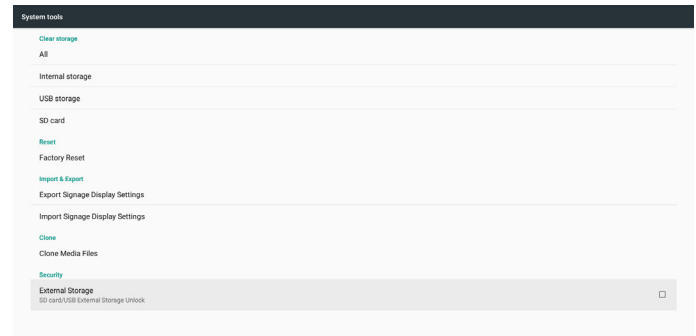 System tools
Clear storage
All
Internal storage
USB storage
SD card
Reset
Factory Reset
Import & Export
Export Signage Display Settings
Import Signage Display Settings
Clone
Clone Media Files
Security
External Storage
SD card/USB External Storage Unlock